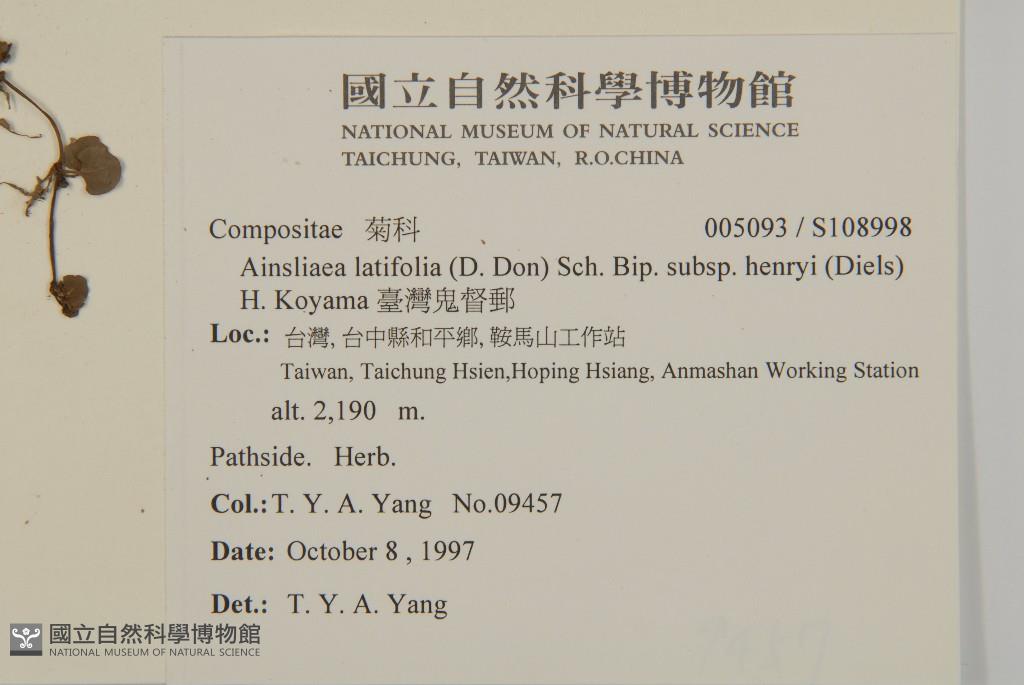 國立自然科學博物館
NATIONAL MUSEUM OF NATURAL SCIENCE
TAICHUNG, TAIWAN, R.O.CHINA
Compositae 菊科 005093 / S108998
Ainsliaea latifolia (D. Don) Sch. Bip. subsp. henryi (Diels)
H. Koyama 臺灣鬼督郵
Loc.: 台灣, 台中縣和平鄉, 鞍馬山工作站
Taiwan, Taichung Hsien,Hoping Hsiang, Anmashan Working Station
alt. 2,190 m.
Pathside. Herb.
Col.: T. Y. A. Yang No.09457
Date: October 8 , 1997
Det.: T. Y. A. Yang
國立自然科學博物館
NATIONAL MUSEUM OF NATURAL SCIENCE